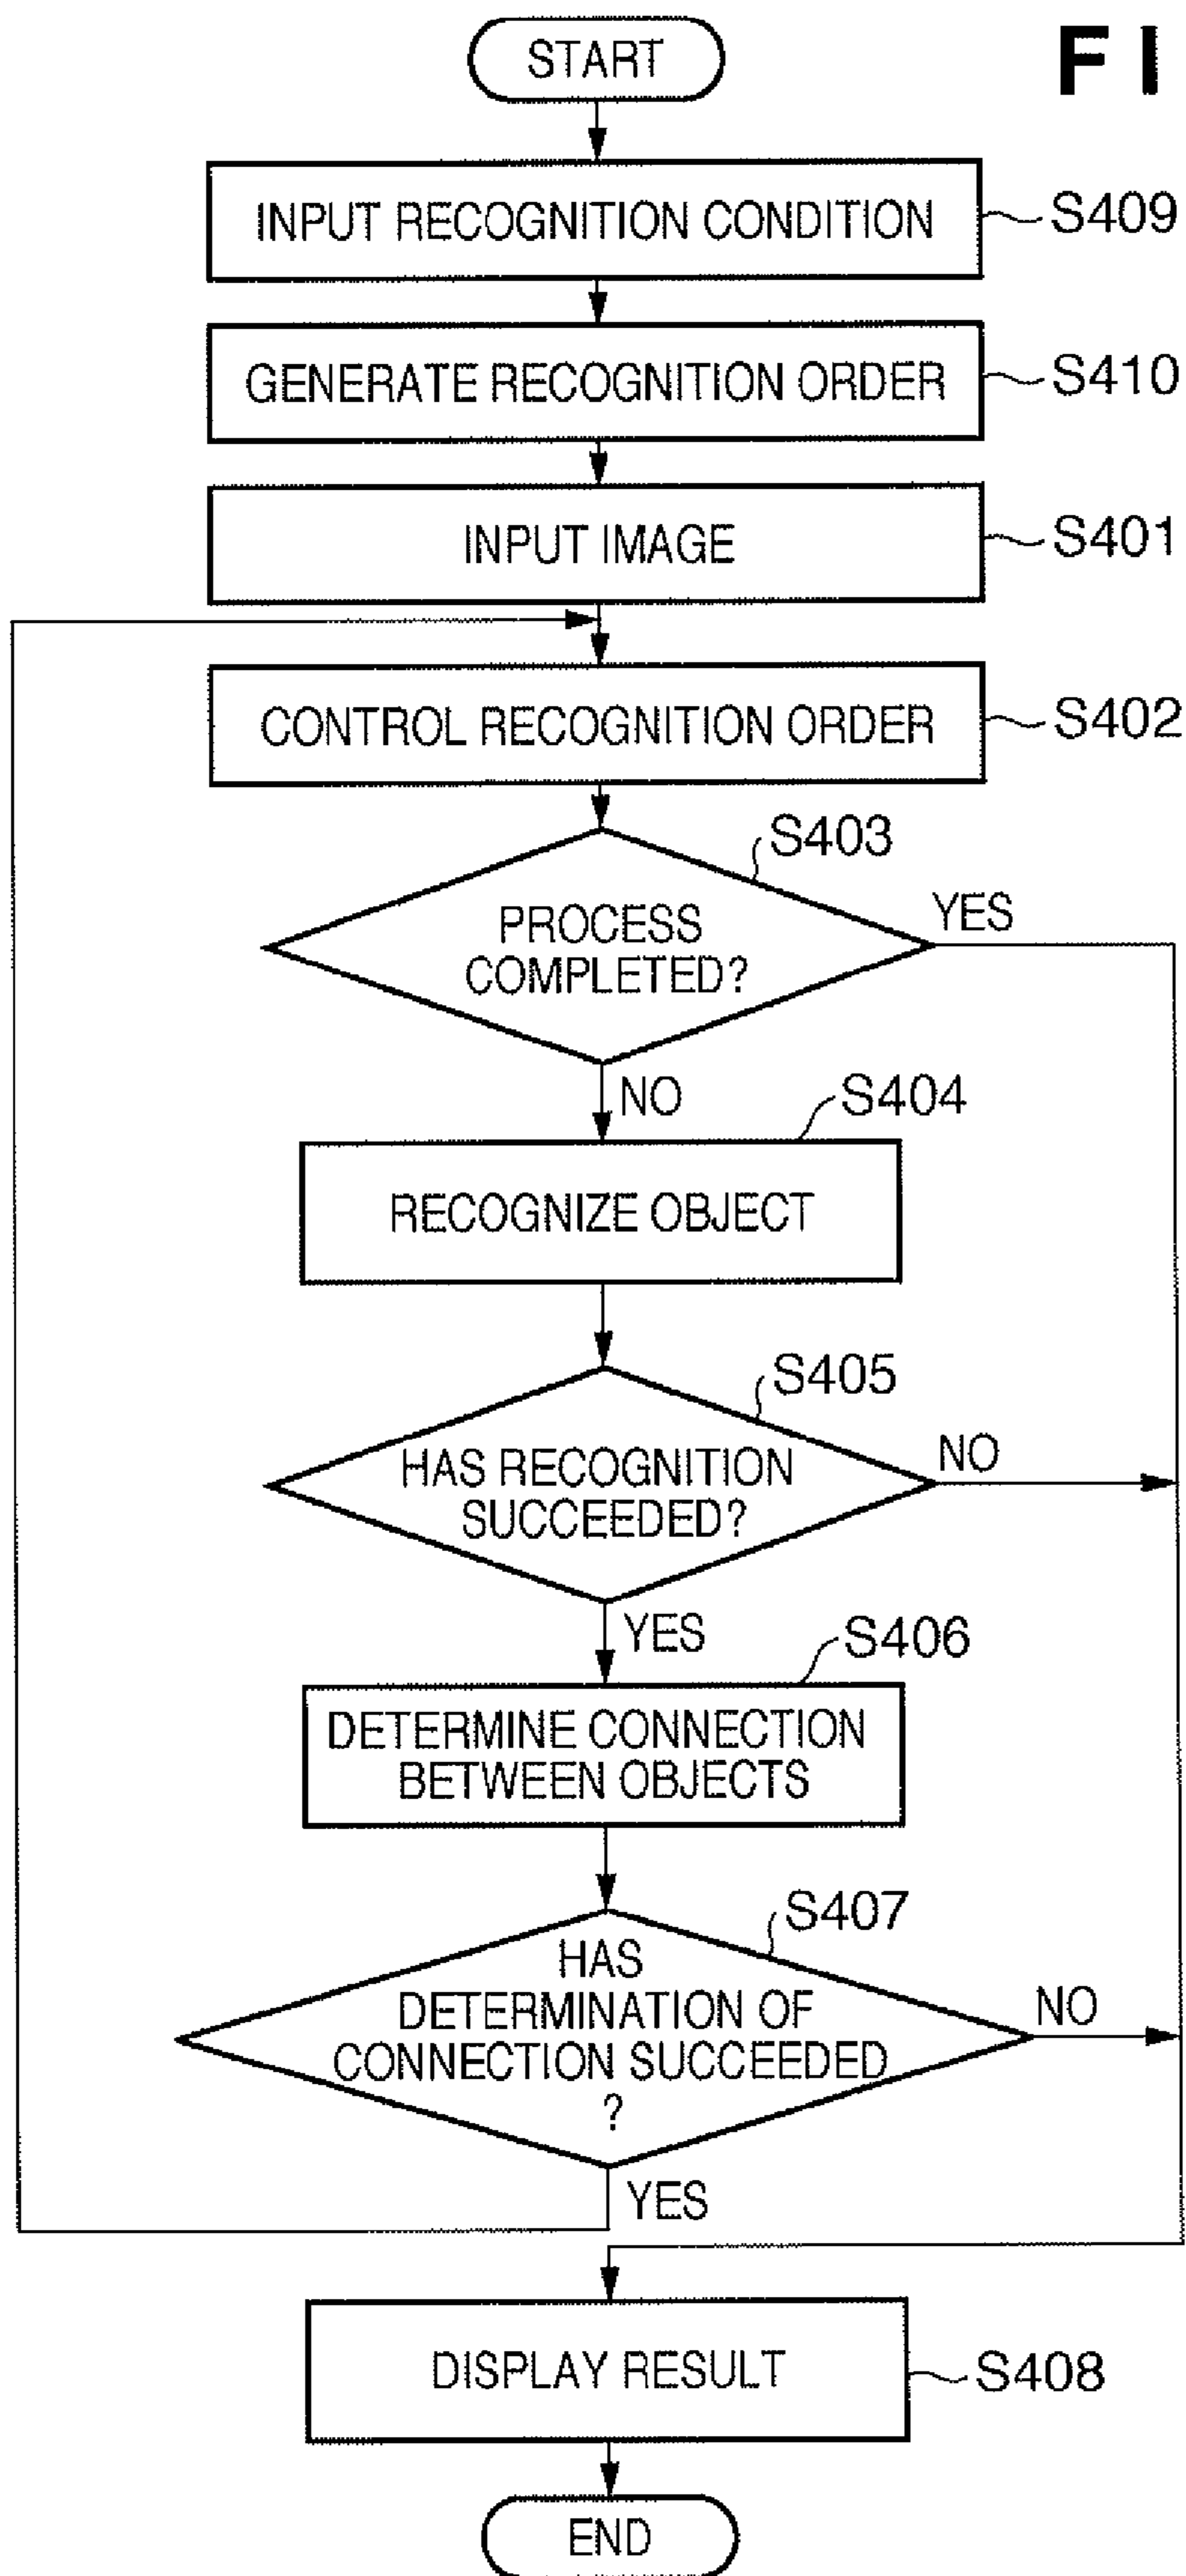 FI
START
INPUT RECOGNITION CONDITION
S409
GENERATE RECOGNITION ORDER
S410
INPUT IMAGE
S401
CONTROL RECOGNITION ORDER
S402
S403
PROCESS
COMPLETED?
YES
NO
S404
RECOGNIZE OBJECT
S405
HAS RECOGNITION
SUCCEEDED?
NO
YES
S406
DETERMINE CONNECTION
BETWEEN OBJECTS
S407
HAS
DETERMINATION OF
CONNECTION SUCCEEDED
?
NO
YES
DISPLAY RESULT
S408
END